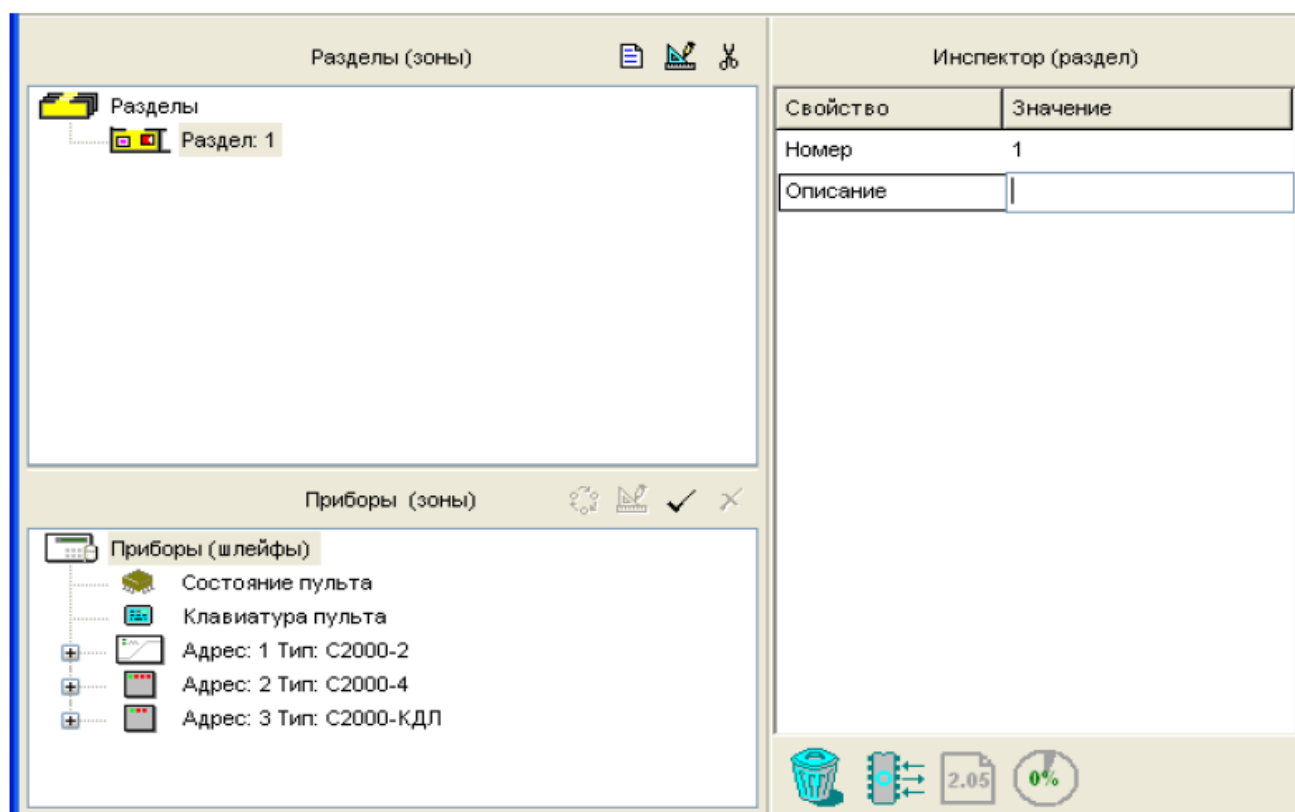 Разделы (зоны)
Разделы
Раздел: 1
Приборы (зоны)
Приборы (шлейфы)
Состояние пульта
Клавиатура пульта
Адрес: 1 Тип: С2000-2
Адрес: 2 Тип: С2000-4
Адрес: 3 Тип: С2000-КДЛ
Инспектор (раздел)
Свойство Значение
Номер 1
Описание
2.05 0%